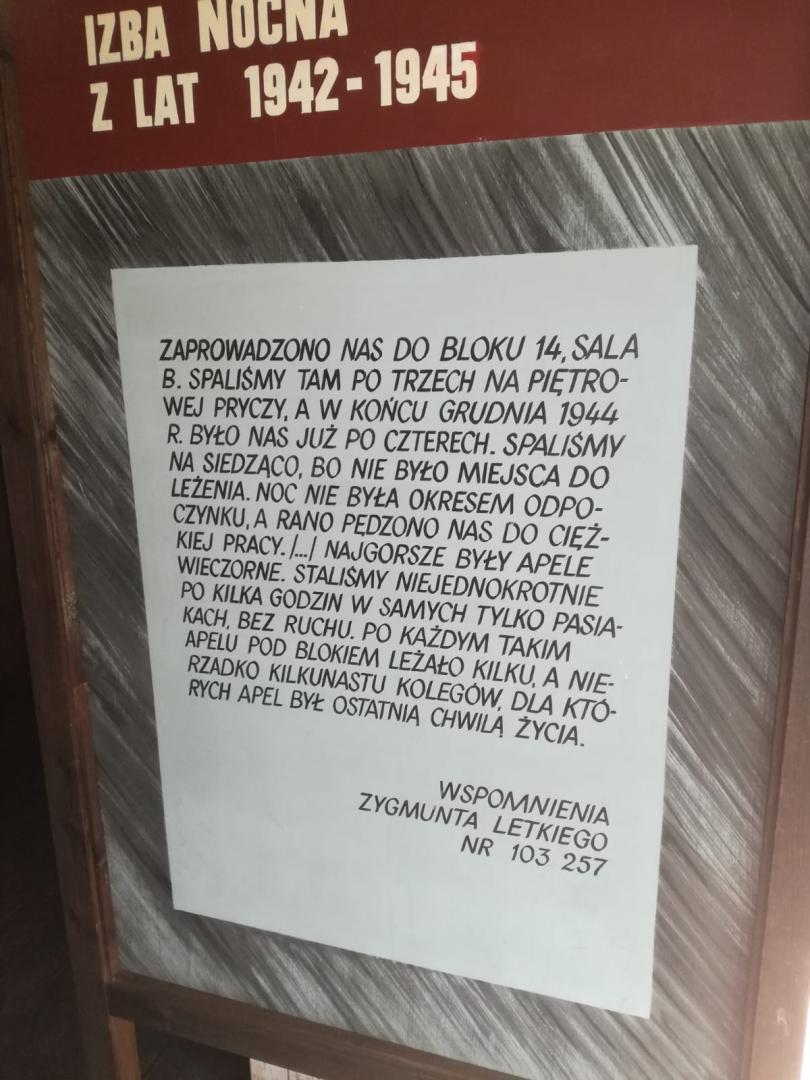 IZBA NOCNA
Z LAT 1942-1945
ZAPROWADZONO NAS DO BLOKU 14, SALA
B. SPALIŚMY TAM PO TRZECH NA PIĘTRO-
WEJ PRYCZY, A W KOŃCU GRUDNIA 1944
R. BYŁO NAS JUŻ PO CZTERECH. SPALIŚMY
NA SIEDZĄCO, BO NIE BYŁO MIEJSCA DO
LEŻENIA. NOC NIE BYŁA OKRESEM ODPO-
CZYNKU, A RANO PĘDZONO NAS DO CIĘŻ-
KIEJ PRACY. /.../ NAJGORSZE BYŁY APELE
WIECZORNE. STALIŚMY NIEJEDNOKROTNIE
PO KILKA GODZIN W SAMYCH TYLKO PASIA-
KACH, BEZ RUCHU. PO KAŻDYM TAKIM
APELU POD BLOKIEM LEŻAŁO KILKU, A NIE-
RZADKO KILKUNASTU KOLEGÓW, DLA KTÓ-
RYCH APEL BYŁ OSTATNIĄ CHWILĄ ŻYCIA.
WSPOMNIENIA
ZYGMUNTA LETKIEGO
NR 103 257